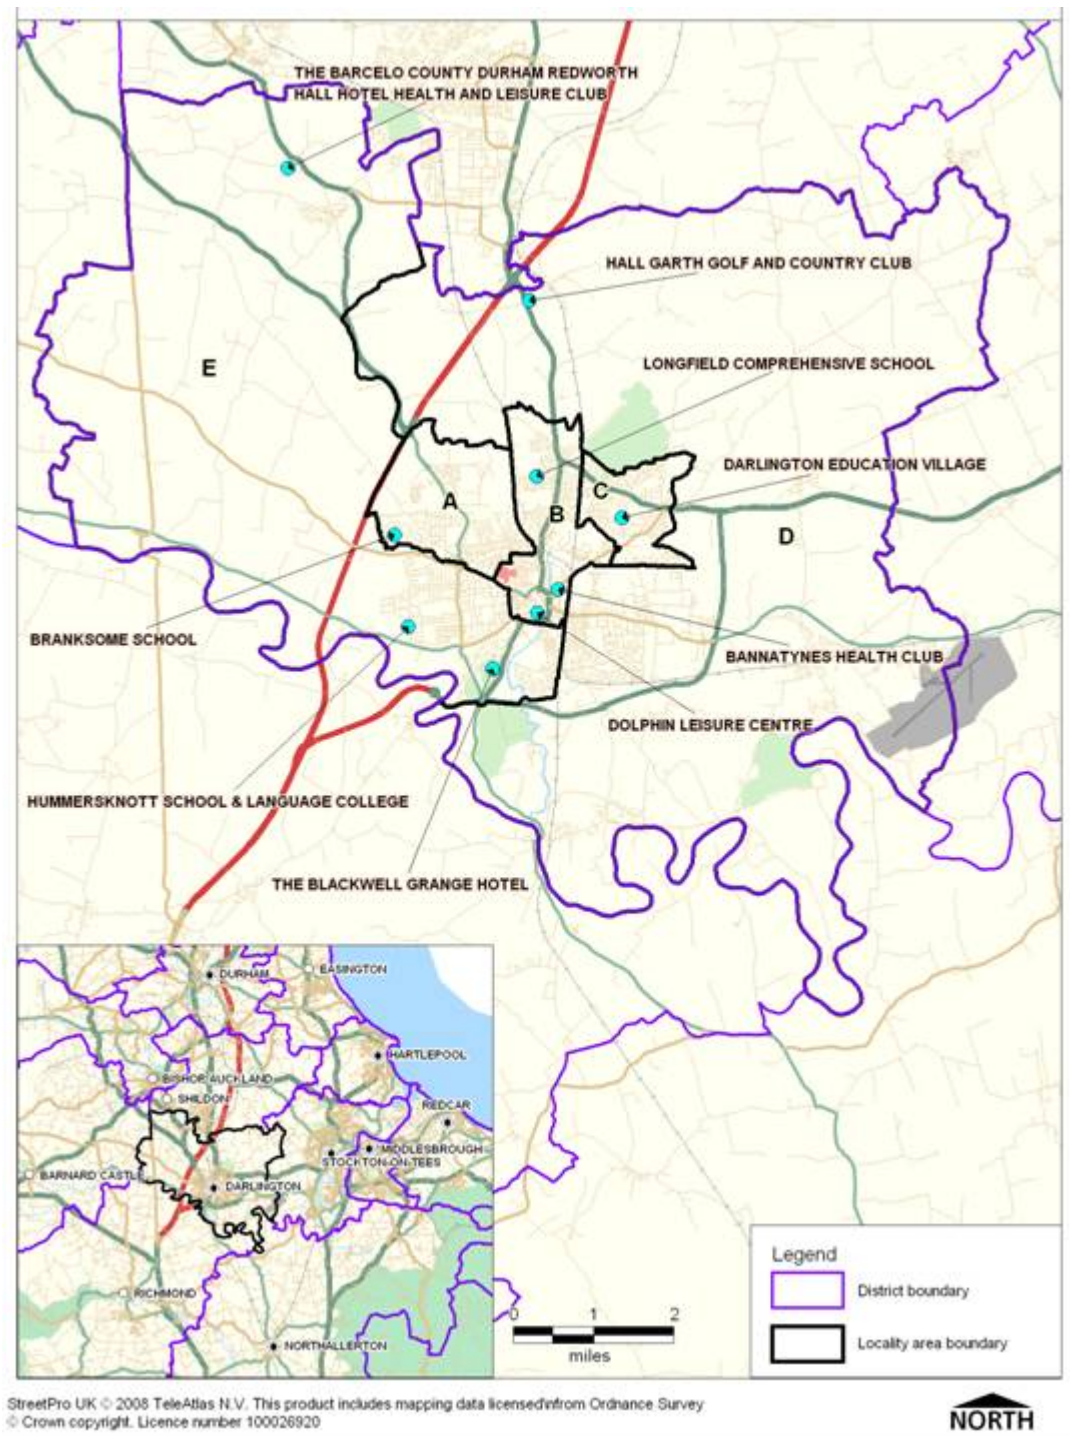 THE BARCELO COUNTY DURHAM REDWORTH
HALL HOTEL HEALTH AND LEISURE CLUB
HALL GARTH GOLF AND COUNTRY CLUB
LONGFIELD COMPREHENSIVE SCHOOL
E
DARLINGTON EDUCATION VILLAGE
A
C
B
D
BRANKSOME SCHOOL
BANNATYNES HEALTH CLUB
DOLPHIN LEISURE CENTRE
HUMMERSKNOTT SCHOOL & LANGUAGE COLLEGE
THE BLACKWELL GRANGE HOTEL
DURHAM
EASINGTON
HARTLEPOOL
BISHOP AUCKLAND
SHILDON
REDCAR
MIDDLESBROUGH
STOCKTON-ON-TEES
BARNARD CASTLE
DARLINGTON
RICHMOND
NORTHALLERTON
0 1 2
miles
Legend
District boundary
Locality area boundary
StreetPro UK © 2008 TeleAtlas N.V. This product includes mapping data licensed\nfrom Ordnance Survey
© Crown copyright. Licence number 100026920
NORTH